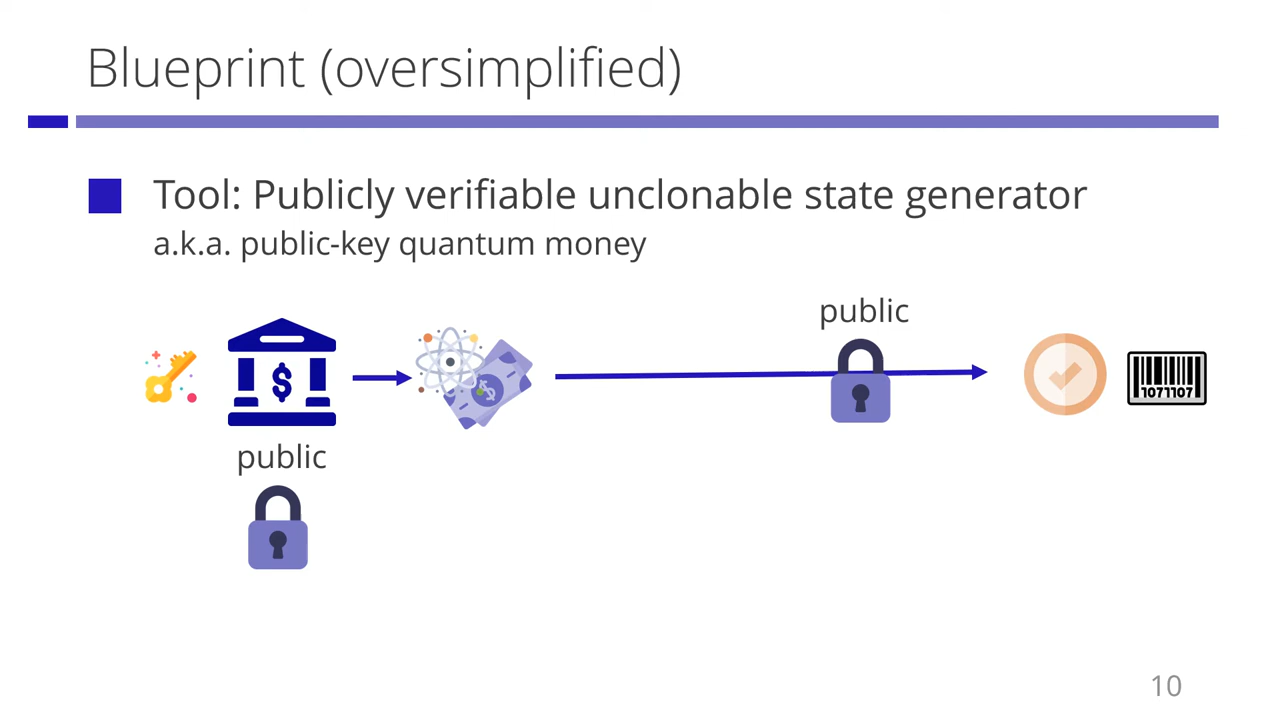 Blueprint (oversimplified)
Tool: Publicly verifiable unclonable state generator
a.k.a. public-key quantum money
public
$
$
1071107
public
10